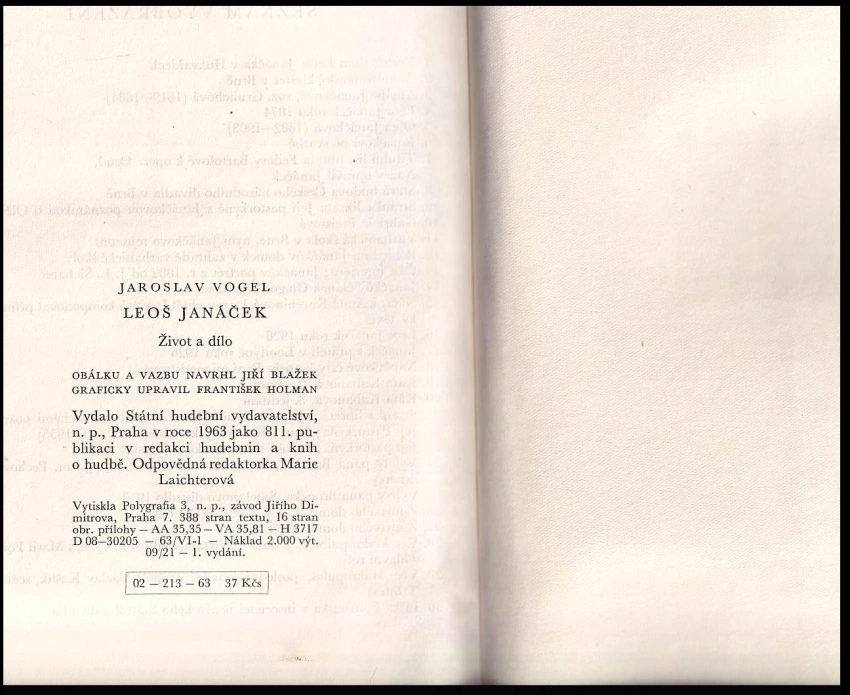 JAROSLAV VOGEL
LEOŠ JANÁČEK
Život a dílo
OBÁLKU A VAZBU NAVRHL JIŘÍ BLAŽEK
GRAFICKY UPRAVIL FRANTIŠEK HOLMAN
Vydalo Státní hudební vydavatelství,
n. p., Praha v roce 1963 jako 811. pu-
blikaci v redakci hudebnin a knih
o hudbě. Odpovědná redaktorka Marie
Laichterová
Vytiskla Polygrafia 3, n. p., závod Jiřího Di-
mitrova, Praha 7. 388 stran textu, 16 stran
obr. přílohy — AA 35,35 — VA 35,81 — H 3717
D 08—30205 — 63/VI-1 — Náklad 2.000 výt.
09/21 — 1. vydání.
02 — 213 — 63 37 Kčs